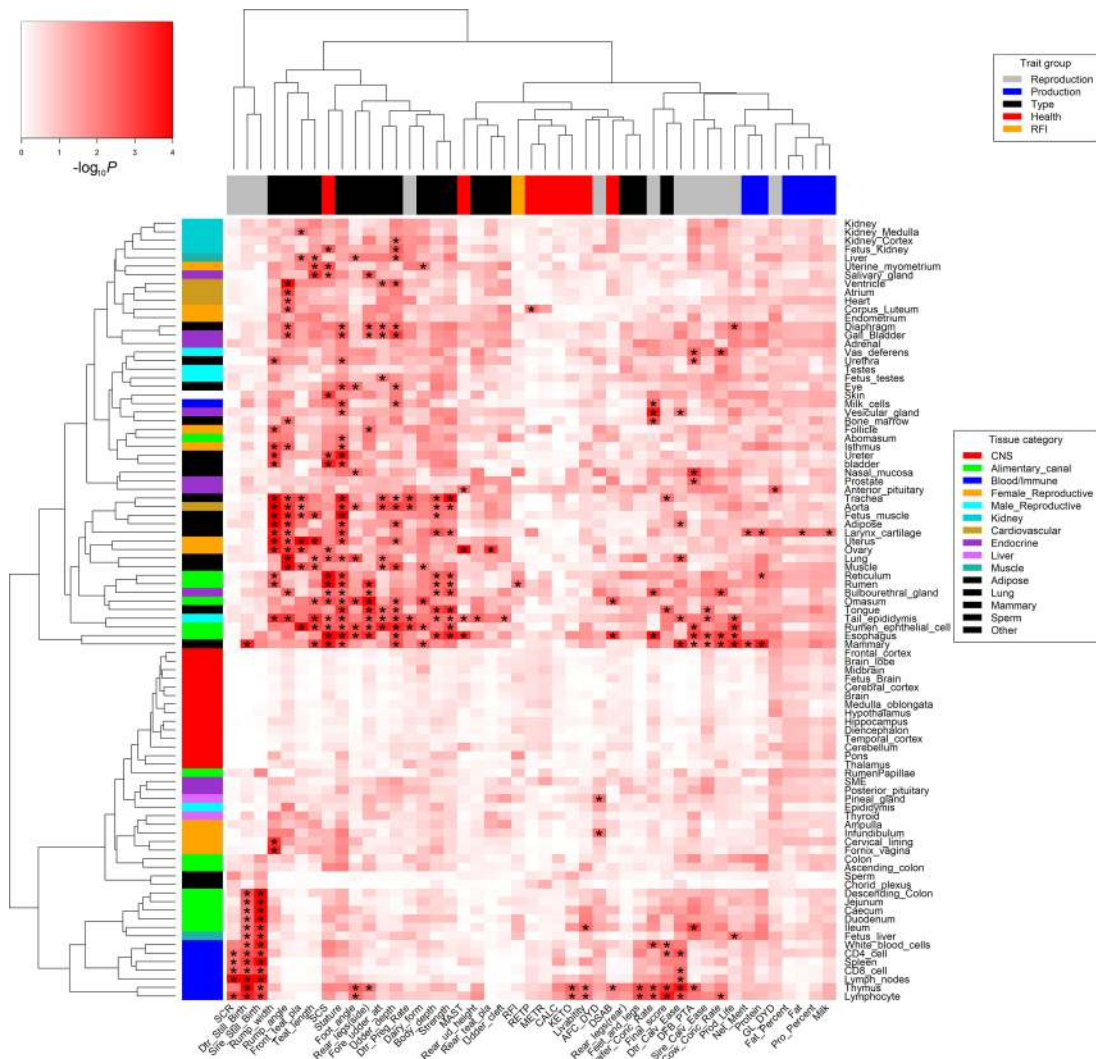 0 1 2 3 4
-log₁₀P
Trait group
Reproduction
Production
Type
Health
RFI
Kidney
Kidney_Medulla
Kidney_Cortex
Fetus_Kidney
Liver
Uterine_myometrium
Salivary_gland
Ventricle
Atrium
Heart
Corpus_Luteum
Endometrium
Diaphragm
Gall_Bladder
Adrenal
Vas_deferens
Urethra
Testes
Fetus_testes
Eye
Skin
Milk_cells
Vesicular_gland
Bone_marrow
Follicle
Abomasum
Isthmus
Ureter
bladder
Nasal_mucosa
Prostate
Anterior_pituitary
Trachea
Aorta
Fetus_muscle
Adipose
Larynx_cartilage
Uterus
Ovary
Lung
Muscle
Reticulum
Rumen
Bulbourethral_gland
Omasum
Tongue
Tail_epididymis
Rumen_ephithelial_cell
Esophagus
Mammary
Frontal_cortex
Brain_lobe
Midbrain
Fetus_Brain
Cerebral_cortex
Brain
Medulla_oblongata
Hypothalamus
Hippocampus
Diencephalon
Temporal_cortex
Cerebellum
Pons
Thalamus
RumenPapillae
SME
Posterior_pituitary
Pineal_gland
Epididymis
Thyroid
Ampulla
Infundibulum
Cervical_lining
Fornix_vagina
Colon
Ascending_colon
Sperm
Chorid_plexus
Descending_Colon
Jejunum
Caecum
Duodenum
Ileum
Fetus_liver
White_blood_cells
CD4_cell
Spleen
CD8_cell
Lymph_nodes
Thymus
Lymphocyte
Tissue category
CNS
Alimentary_canal
Blood/Immune
Female_Reproductive
Male_Reproductive
Kidney
Cardiovascular
Endocrine
Liver
Muscle
Adipose
Lung
Mammary
Sperm
Other
SCR
Dtr_Still_Birth
Sire_Still_Birth
Rump_width
Rump_angle
Front_teat_pla
Teat_length
SCS
Stature
Foot_angle
Rear_legs(side)
Fore_udder_att
Udder_depth
Dtr_Preg_Rate
Dairy_form
Body_depth
Strength
MAST
Rear_ud_height
Rear_teat_pla
Udder_cleft
RFI
RETP
METR
CALC
KETO
Livability
DSAB
Rear_legs(rear)
Feet_and_legs
Final_score
Dtr_Calv_Ease
DFB_PTA
Sire_Calv_Ease
Cow_Conc_Rate
Prod_Life
Net_Merit
Protein
GL_DYD
Fat_Percent
Fat
Pro_Percent
Milk